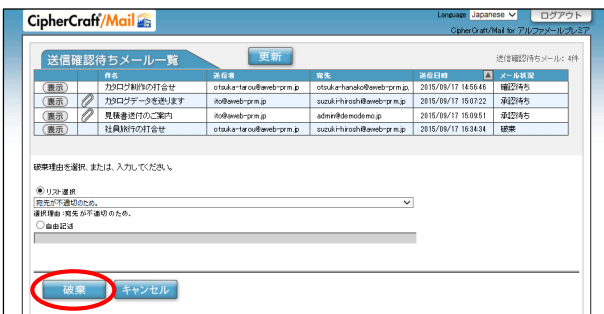 CipherCraft/Mail
Language Japanese ログアウト
CipherCraft/Mail for アルファメールプレミア
送信確認待ちメール一覧 更新 送信確認待ちメール: 4件
件名 送信者 宛先 送信日時 メール状況
表示 カタログ制作の打合せ otsuka-tarou@aweb-prm.jp otsuka-hanako@aweb-prm.jp, 2015/09/17 14:56:46 確認待ち
表示 カタログデータを送ります ito@aweb-prm.jp suzuki-hiroshi@aweb-prm.jp 2015/09/17 15:07:22 承認待ち
表示 見積書送付のご案内 ito@aweb-prm.jp admin@demodemo.jp 2015/09/17 15:09:51 承認待ち
表示 社員旅行の打合せ otsuka-tarou@aweb-prm.jp suzuki-hiroshi@aweb-prm.jp 2015/09/17 16:34:34 破棄
破棄理由を選択、または、入力してください。
リスト選択
宛先が不適切のため。
選択理由:宛先が不適切のため。
自由記述
破棄 キャンセル